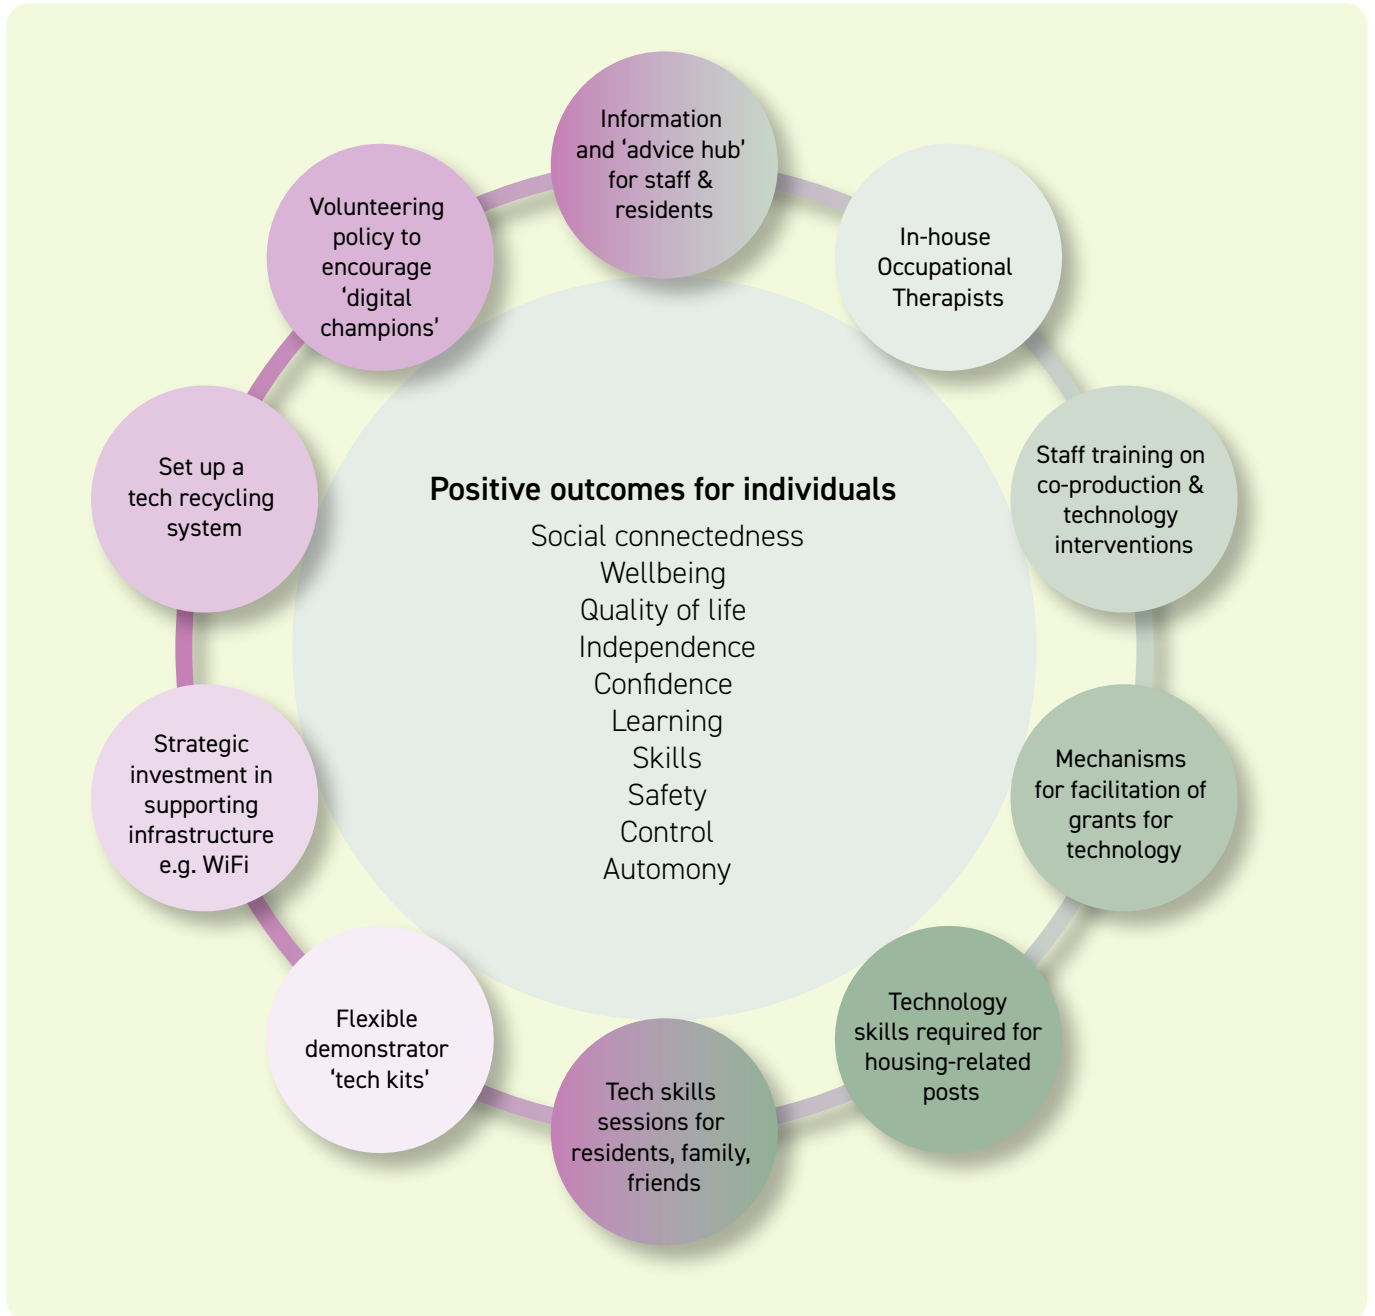 Information
and ‘advice hub’
for staff &
residents
In-house
Occupational
Therapists
Staff training on
co-production &
technology
interventions
Mechanisms
for facilitation of
grants for
technology
Technology
skills required for
housing-related
posts
Tech skills
sessions for
residents, family,
friends
Flexible
demonstrator
‘tech kits’
Strategic
investment in
supporting
infrastructure
e.g. WiFi
Set up a
tech recycling
system
Volunteering
policy to
encourage
‘digital
champions’
Positive outcomes for individuals
Social connectedness
Wellbeing
Quality of life
Independence
Confidence
Learning
Skills
Safety
Control
Automony